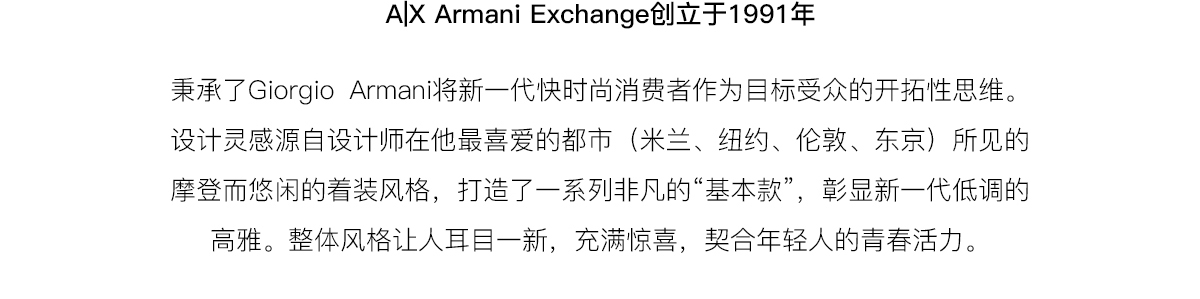 A|X Armani Exchange创立于1991年
秉承了Giorgio Armani将新一代快时尚消费者作为目标受众的开拓性思维。
设计灵感源自设计师在他最喜爱的都市（米兰、纽约、伦敦、东京）所见的
摩登而悠闲的着装风格，打造了一系列非凡的“基本款”，彰显新一代低调的
高雅。整体风格让人耳目一新，充满惊喜，契合年轻人的青春活力。